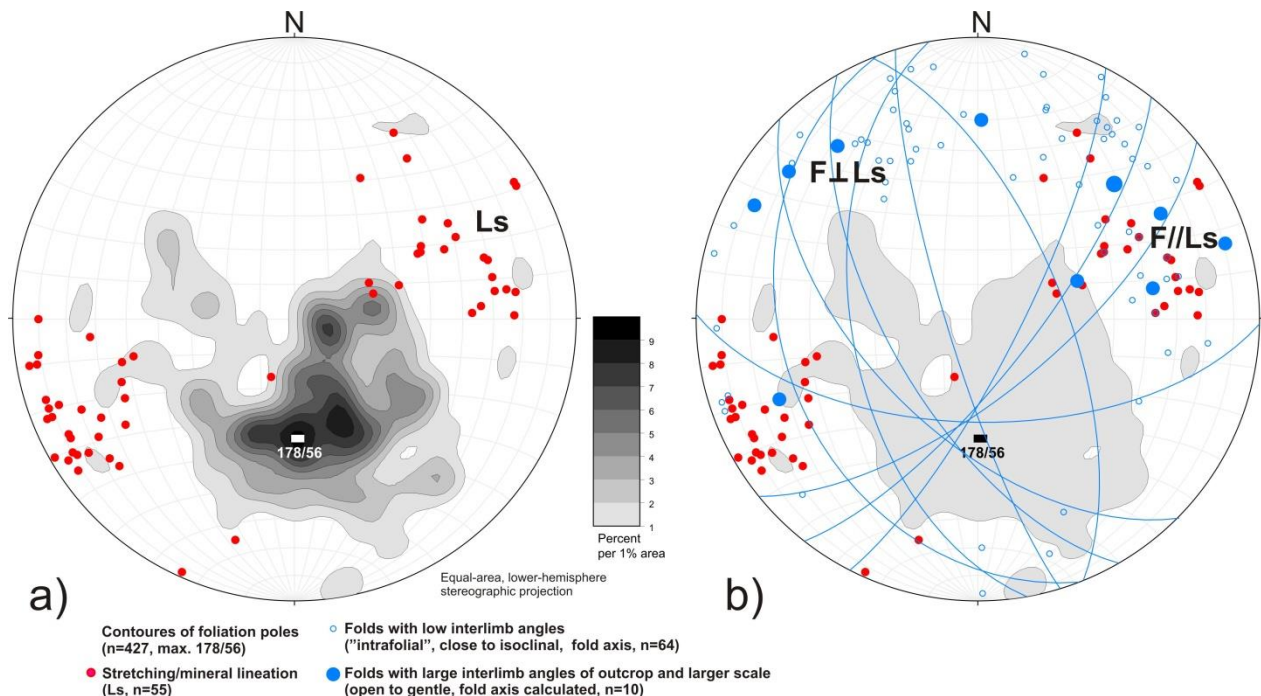 N
N
Ls
F⊥Ls
F//Ls
178/56
178/56
9
8
7
6
5
4
3
2
1
Percent
per 1% area
Equal-area, lower-hemisphere
stereographic projection
a)
b)
Contoures of foliation poles
(n=427, max. 178/56)
Stretching/mineral lineation
(Ls, n=55)
Folds with low interlimb angles
("intrafolial", close to isoclinal, fold axis, n=64)
Folds with large interlimb angles of outcrop and larger scale
(open to gentle, fold axis calculated, n=10)